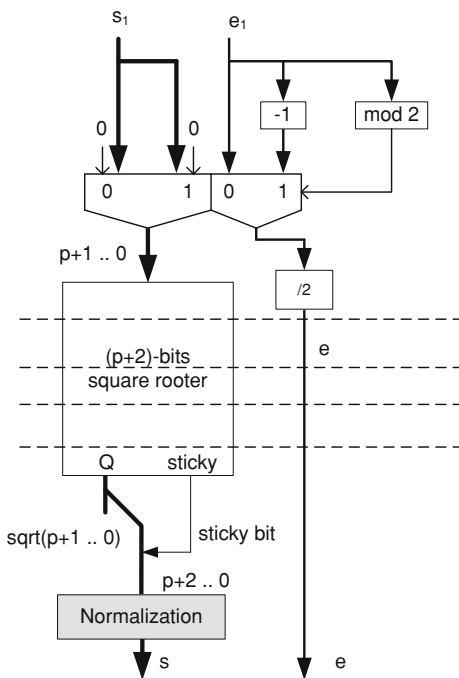 s1 e1
-1 mod 2
0 0
0 1 0 1
p+1 .. 0
/2
(p+2)-bits
square rooter
e
Q sticky
sqrt(p+1 .. 0) sticky bit
p+2 .. 0
Normalization
s e